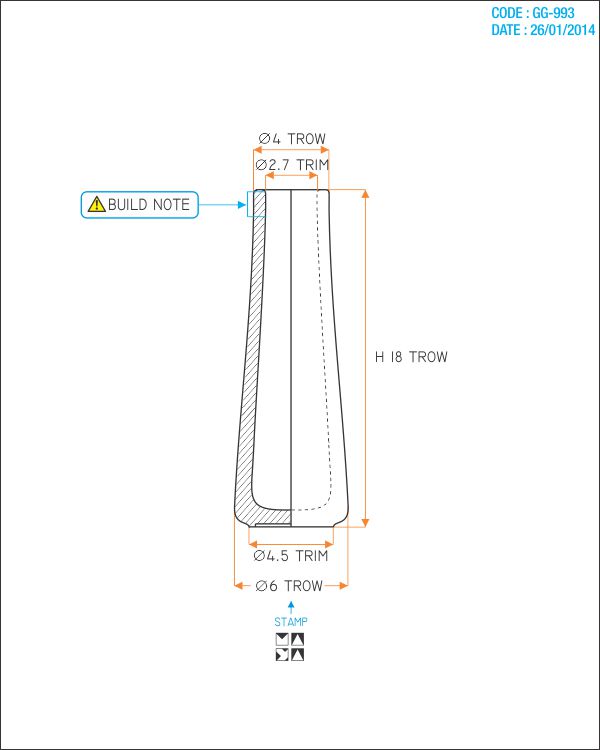 CODE : GG-993
DATE : 26/01/2014
Ø4 TROW
Ø2.7 TRIM
BUILD NOTE
H 18 TROW
Ø4.5 TRIM
Ø6 TROW
STAMP